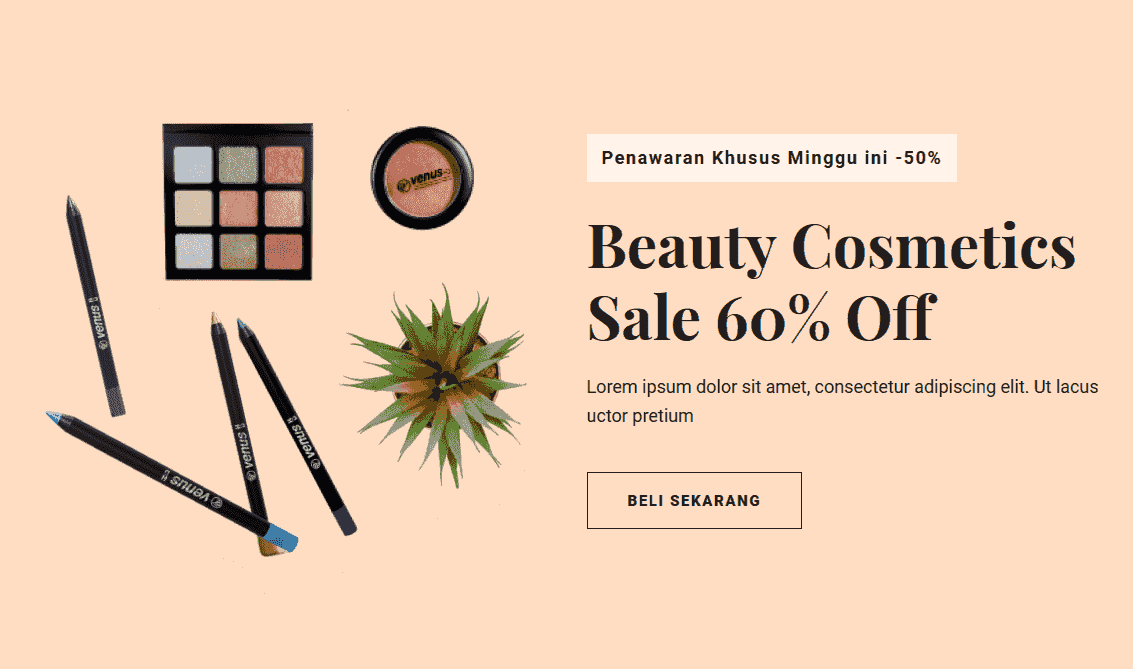 Penawaran Khusus Minggu ini -50%
Beauty Cosmetics
Sale 60% Off
Lorem ipsum dolor sit amet, consectetur adipiscing elit. Ut lacus
uctor pretium
BELI SEKARANG
venus
venus
venus
venus
venus